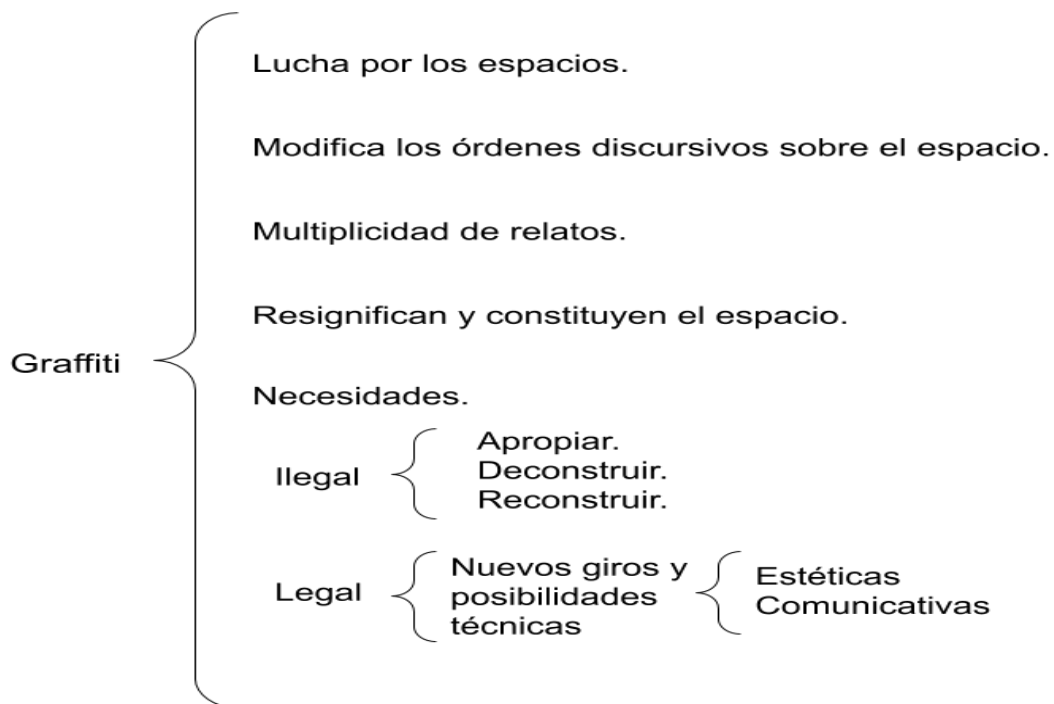 Lucha por los espacios.
Modifica los órdenes discursivos sobre el espacio.
Multiplicidad de relatos.
Resignifican y constituyen el espacio.
Graffiti
Necesidades.
Ilegal
Apropiar.
Deconstruir.
Reconstruir.
Legal
Nuevos giros y
posibilidades
técnicas
Estéticas
Comunicativas